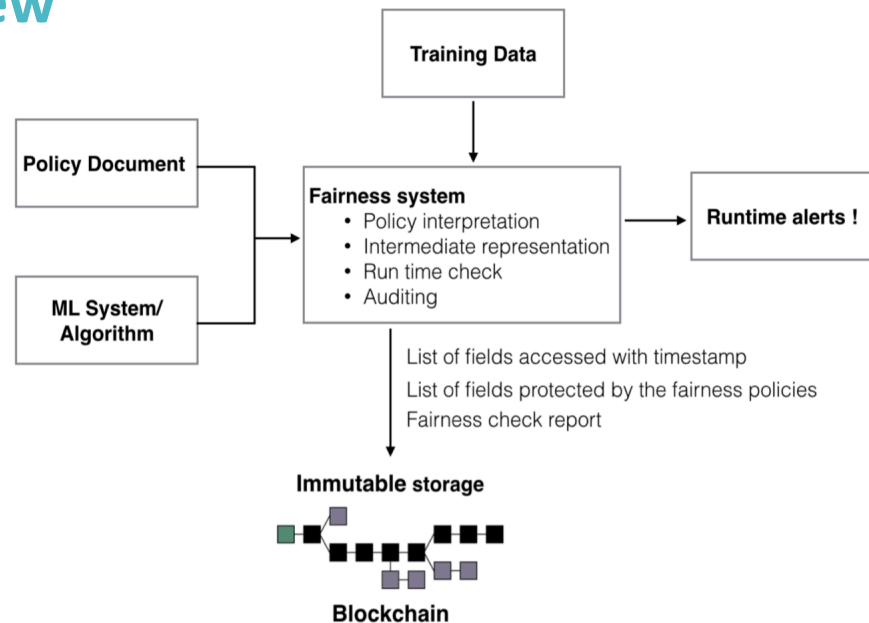 ew
Training Data
Policy Document
Fairness system
• Policy interpretation
• Intermediate representation
• Run time check
• Auditing
Runtime alerts !
ML System/
Algorithm
List of fields accessed with timestamp
List of fields protected by the fairness policies
Fairness check report
Immutable storage
Blockchain